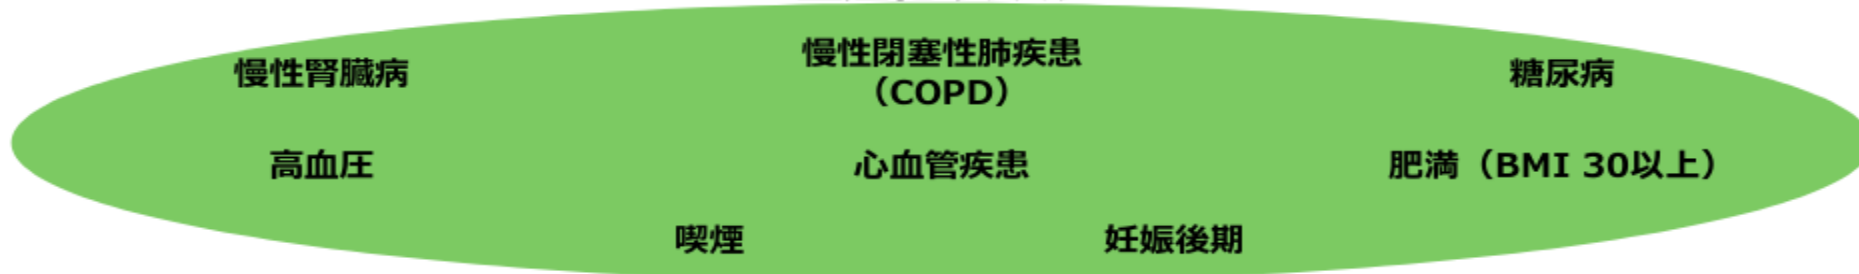 慢性腎臓病
慢性閉塞性肺疾患
（COPD）
糖尿病
高血圧
心血管疾患
肥満（BMI 30以上）
喫煙
妊娠後期